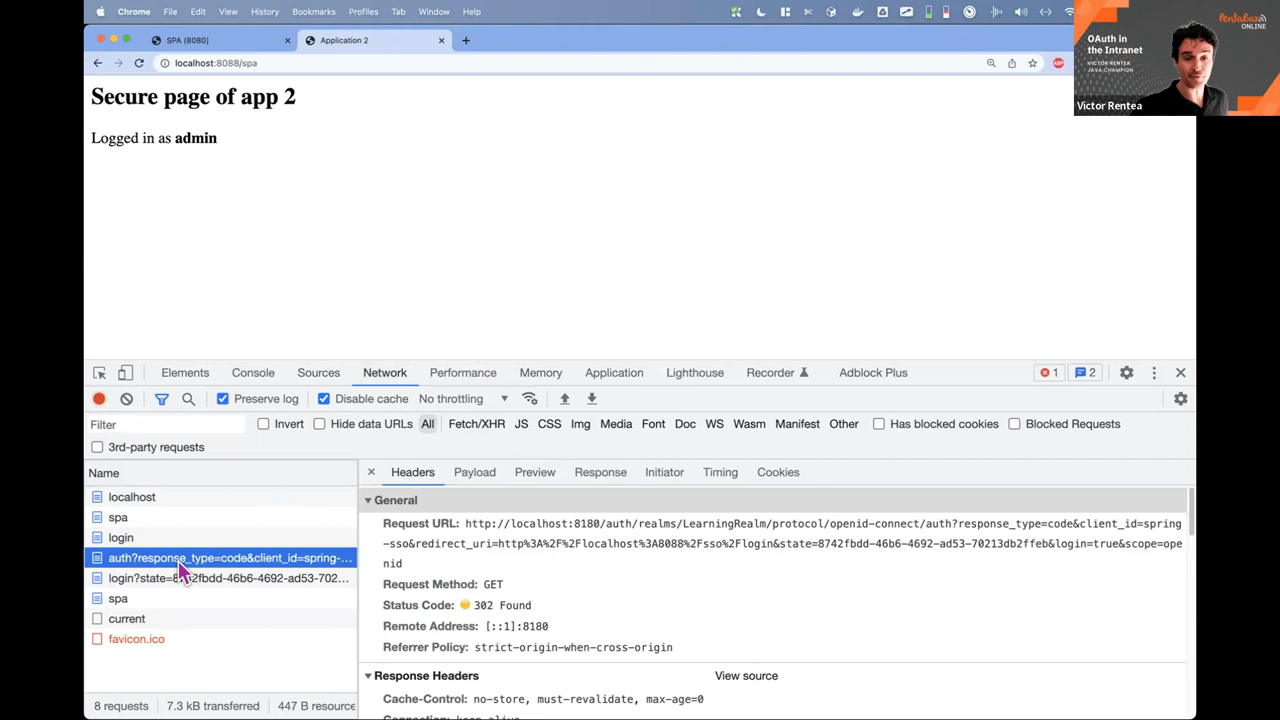 Chrome File Edit View History Bookmarks Profiles Tab Window Help
SPA (8080) Application 2
localhost:8088/spa
ABP
Secure page of app 2
Logged in as admin
OAuth in
the Intranet
VICTOR RENTEA
JAVA CHAMPION
ONLINE
Victor Rentea
Elements Console Sources Network Performance Memory Application Lighthouse Recorder Adblock Plus 1 2
Preserve log Disable cache No throttling
Filter Invert Hide data URLs All Fetch/XHR JS CSS Img Media Font Doc WS Wasm Manifest Other Has blocked cookies Blocked Requests
3rd-party requests
Name
localhost
spa
login
auth?response_type=code&client_id=spring-...
login?state=8742fbdd-46b6-4692-ad53-702...
spa
current
favicon.ico
8 requests 7.3 kB transferred 447 B resource
Headers Payload Preview Response Initiator Timing Cookies
General
Request URL: http://localhost:8180/auth/realms/LearningRealm/protocol/openid-connect/auth?response_type=code&client_id=spring
-sso&redirect_uri=http%3A%2F%2Flocalhost%3A8088%2Fsso%2Flogin&state=8742fbdd-46b6-4692-ad53-70213db2ffeb&login=true&scope=ope
nid
Request Method: GET
Status Code: 302 Found
Remote Address: [::1]:8180
Referrer Policy: strict-origin-when-cross-origin
Response Headers View source
Cache-Control: no-store, must-revalidate, max-age=0
Connection: keep-alive